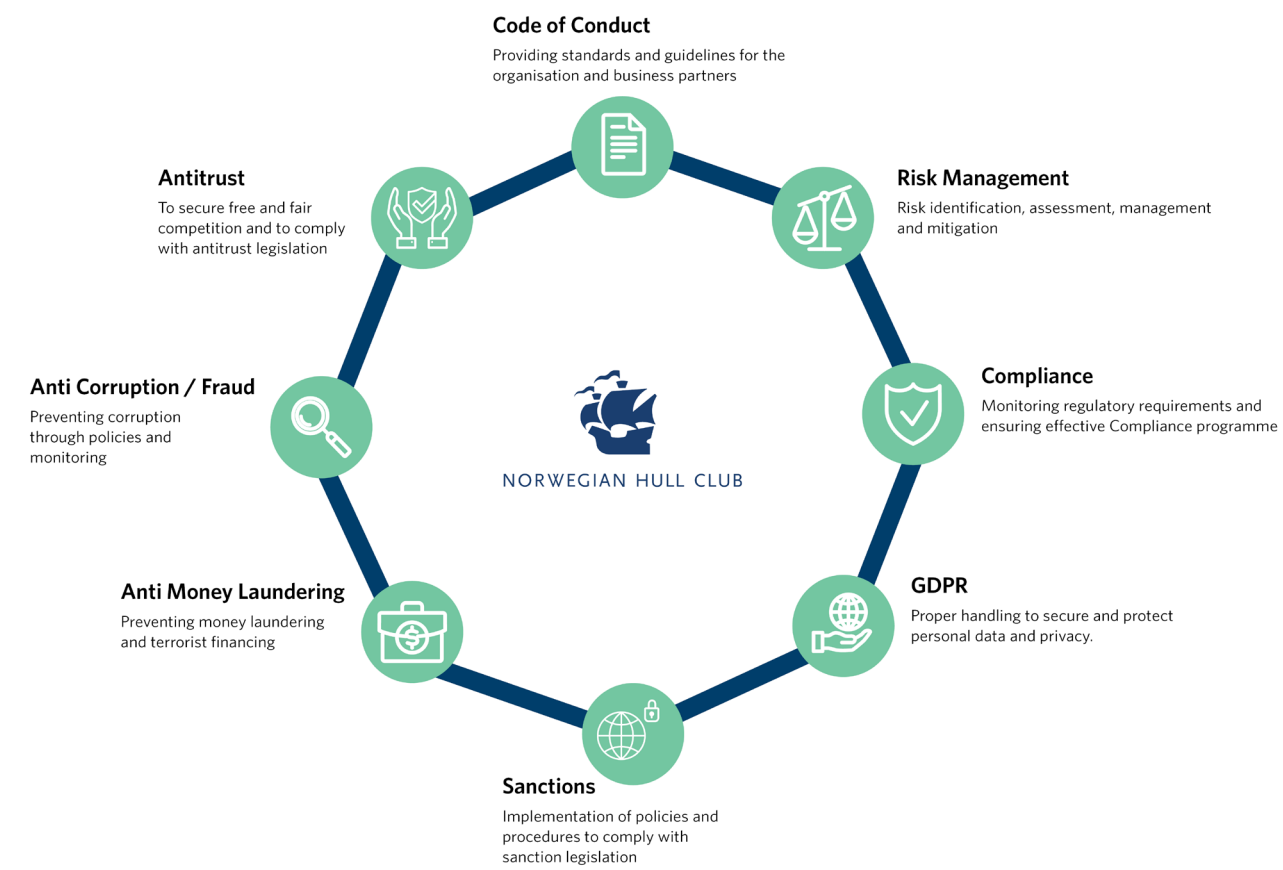 Code of Conduct
Providing standards and guidelines for the
organisation and business partners
Risk Management
Risk identification, assessment, management
and mitigation
Compliance
Monitoring regulatory requirements and
ensuring effective Compliance programme
GDPR
Proper handling to secure and protect
personal data and privacy.
Sanctions
Implementation of policies and
procedures to comply with
sanction legislation
Anti Money Laundering
Preventing money laundering
and terrorist financing
Anti Corruption / Fraud
Preventing corruption
through policies and
monitoring
Antitrust
To secure free and fair
competition and to comply
with antitrust legislation
$
NORWEGIAN HULL CLUB